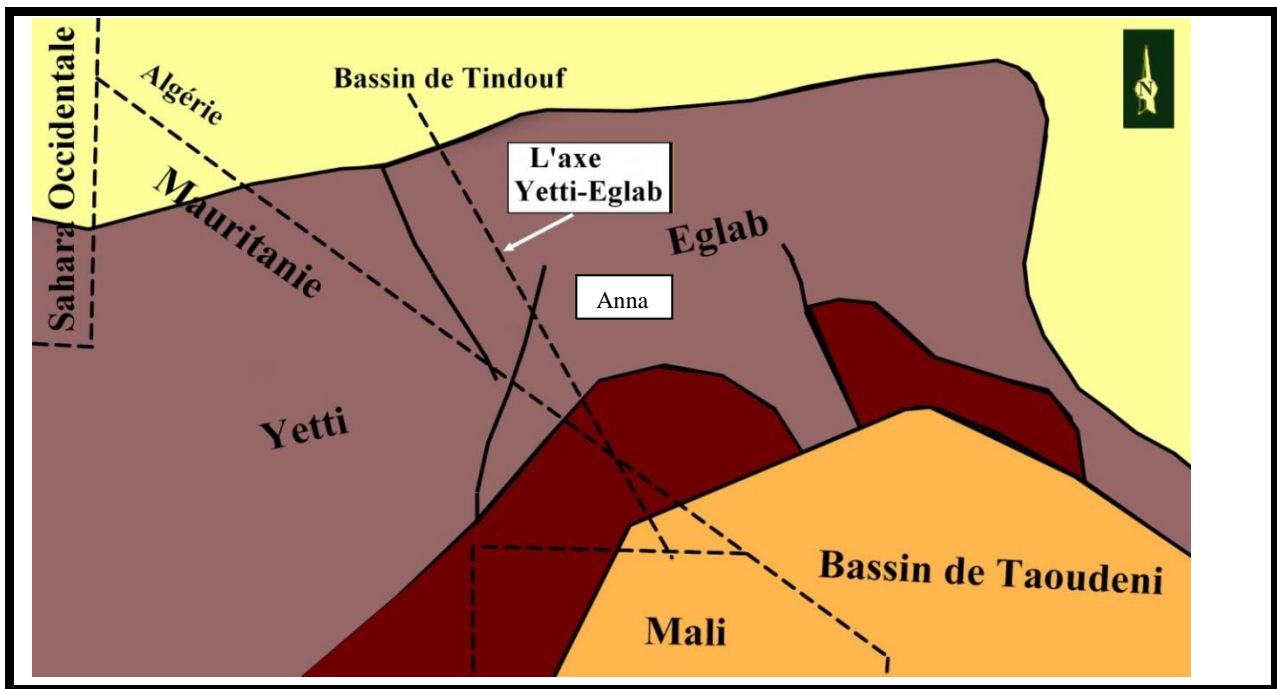 Sahara Occidentale
Algérie
Bassin de Tindouf
N
Mauritanie
L'axe
Yetti-Eglab
Eglab
Anna
Yetti
Bassin de Taoudeni
Mali